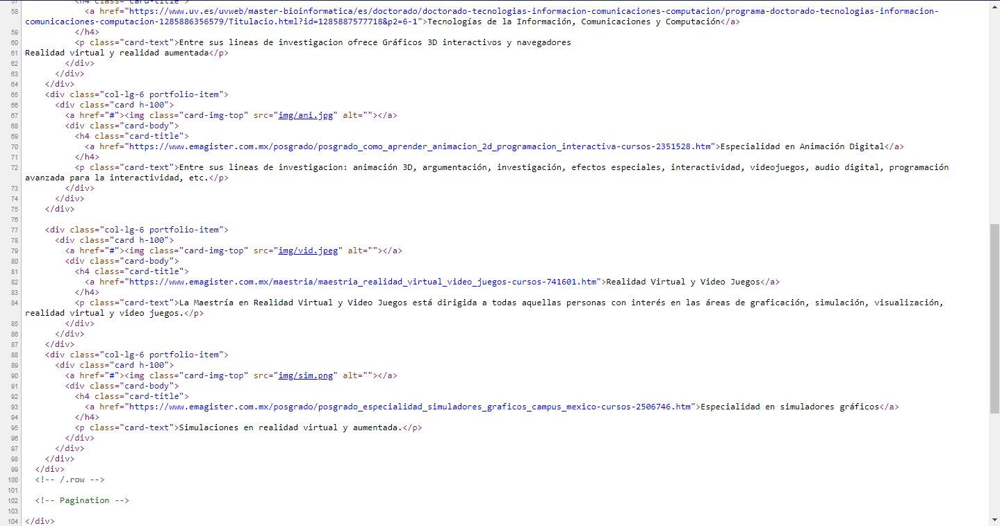 57 <h4 class="card-title">
58 <a href="https://www.uv.es/uvweb/master-bioinformatica/es/doctorado/doctorado-tecnologias-informacion-comunicaciones-computacion/programa-doctorado-tecnologias-informacion-
comunicaciones-computacion-1285886356579/Titulacio.html?id=1285887577718&p2=6-1">Tecnologías de la Información, Comunicaciones y Computación</a>
59 </h4>
60 <p class="card-text">Entre sus lineas de investigacion ofrece Gráficos 3D interactivos y navegadores
61 Realidad virtual y realidad aumentada</p>
62 </div>
63 </div>
64 </div>
65 <div class="col-lg-6 portfolio-item">
66 <div class="card h-100">
67 <a href="#"><img class="card-img-top" src="img/ani.jpg" alt=""></a>
68 <div class="card-body">
69 <h4 class="card-title">
70 <a href="https://www.emagister.com.mx/posgrado/posgrado_como_aprender_animacion_2d_programacion_interactiva-cursos-2351528.htm">Especialidad en Animación Digital</a>
71 </h4>
72 <p class="card-text">Entre sus lineas de investigacion: animación 3D, argumentación, investigación, efectos especiales, interactividad, videojuegos, audio digital, programación
avanzada para la interactividad, etc.</p>
73 </div>
74 </div>
75 </div>
76
77 <div class="col-lg-6 portfolio-item">
78 <div class="card h-100">
79 <a href="#"><img class="card-img-top" src="img/vid.jpeg" alt=""></a>
80 <div class="card-body">
81 <h4 class="card-title">
82 <a href="https://www.emagister.com.mx/maestria/maestria_realidad_virtual_video_juegos-cursos-741601.htm">Realidad Virtual y Video Juegos</a>
83 </h4>
84 <p class="card-text">La Maestría en Realidad Virtual y Video Juegos está dirigida a todas aquellas personas con interés en las áreas de graficación, simulación, visualización,
realidad virtual y video juegos.</p>
85 </div>
86 </div>
87 </div>
88 <div class="col-lg-6 portfolio-item">
89 <div class="card h-100">
90 <a href="#"><img class="card-img-top" src="img/sim.png" alt=""></a>
91 <div class="card-body">
92 <h4 class="card-title">
93 <a href="https://www.emagister.com.mx/posgrado/posgrado_especialidad_simuladores_graficos_campus_mexico-cursos-2506746.htm">Especialidad en simuladores gráficos</a>
94 </h4>
95 <p class="card-text">Simulaciones en realidad virtual y aumentada.</p>
96 </div>
97 </div>
98 </div>
99 </div>
100 <!-- /.row -->
101
102 <!-- Pagination -->
103
104 </div>